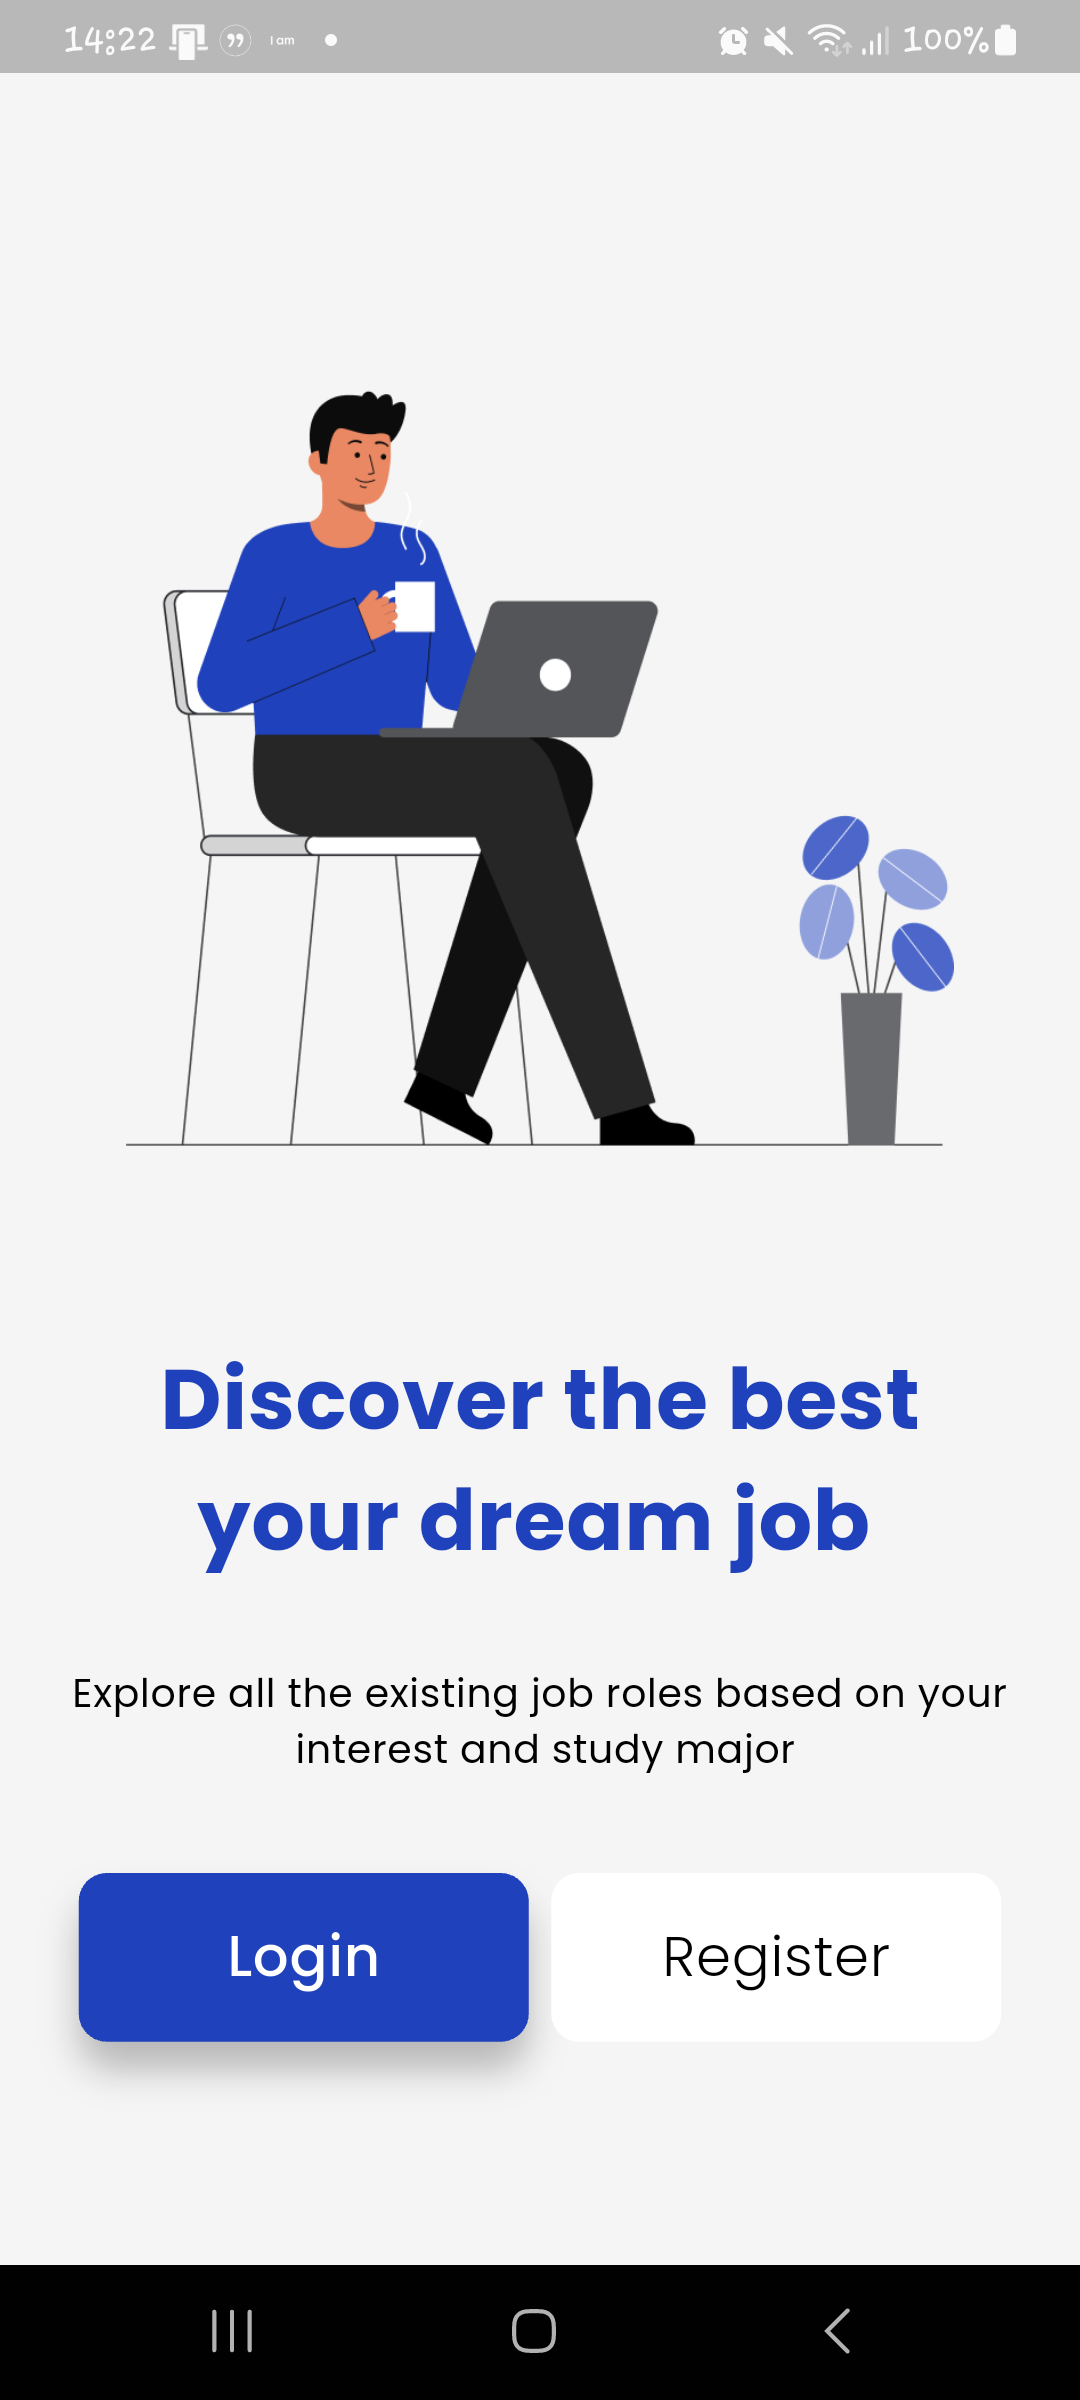 14:22
I am
100%
Discover the best
your dream job
Explore all the existing job roles based on your
interest and study major
Login
Register